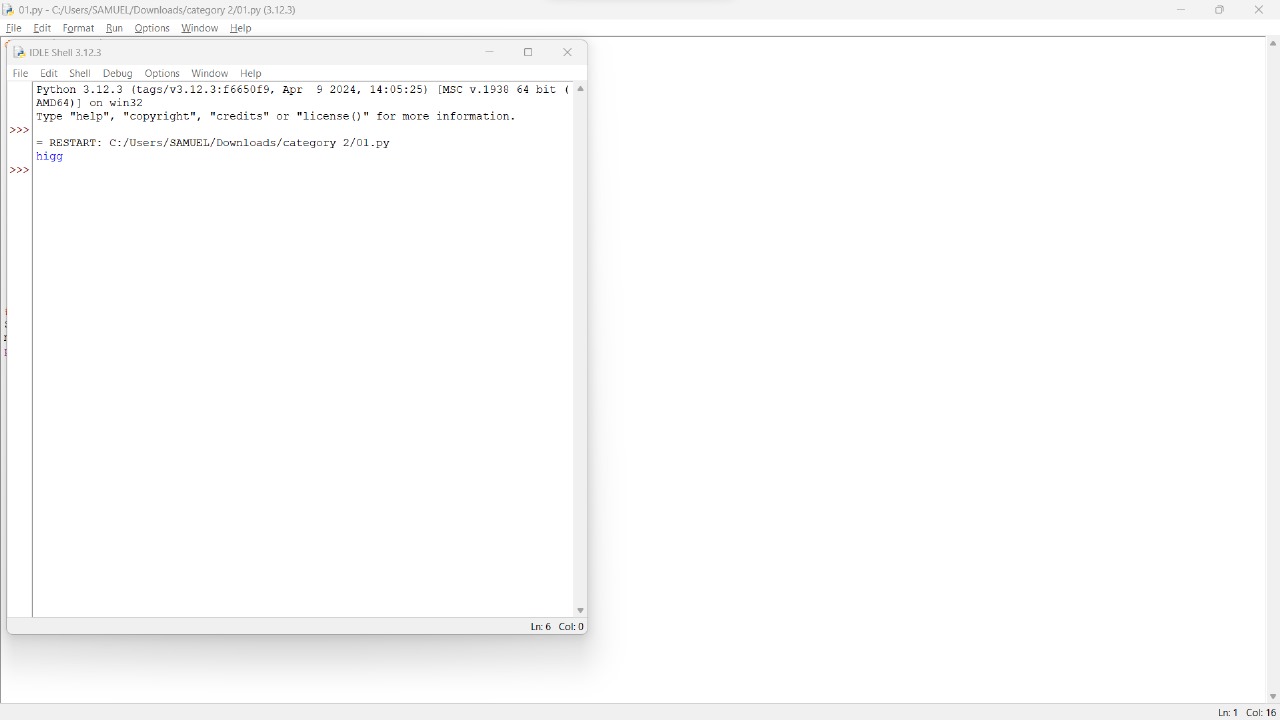 01.py - C:/Users/SAMUEL/Downloads/category 2/01.py (3.12.3)
File Edit Format Run Options Window Help
IDLE Shell 3.12.3
File Edit Shell Debug Options Window Help
Python 3.12.3 (tags/v3.12.3:f6650f9, Apr  9 2024, 14:05:25) [MSC v.1938 64 bit (
AMD64)] on win32
Type "help", "copyright", "credits" or "license()" for more information.
>>>
= RESTART: C:/Users/SAMUEL/Downloads/category 2/01.py
higg
>>>
Ln: 6 Col: 0
Ln: 1 Col: 16